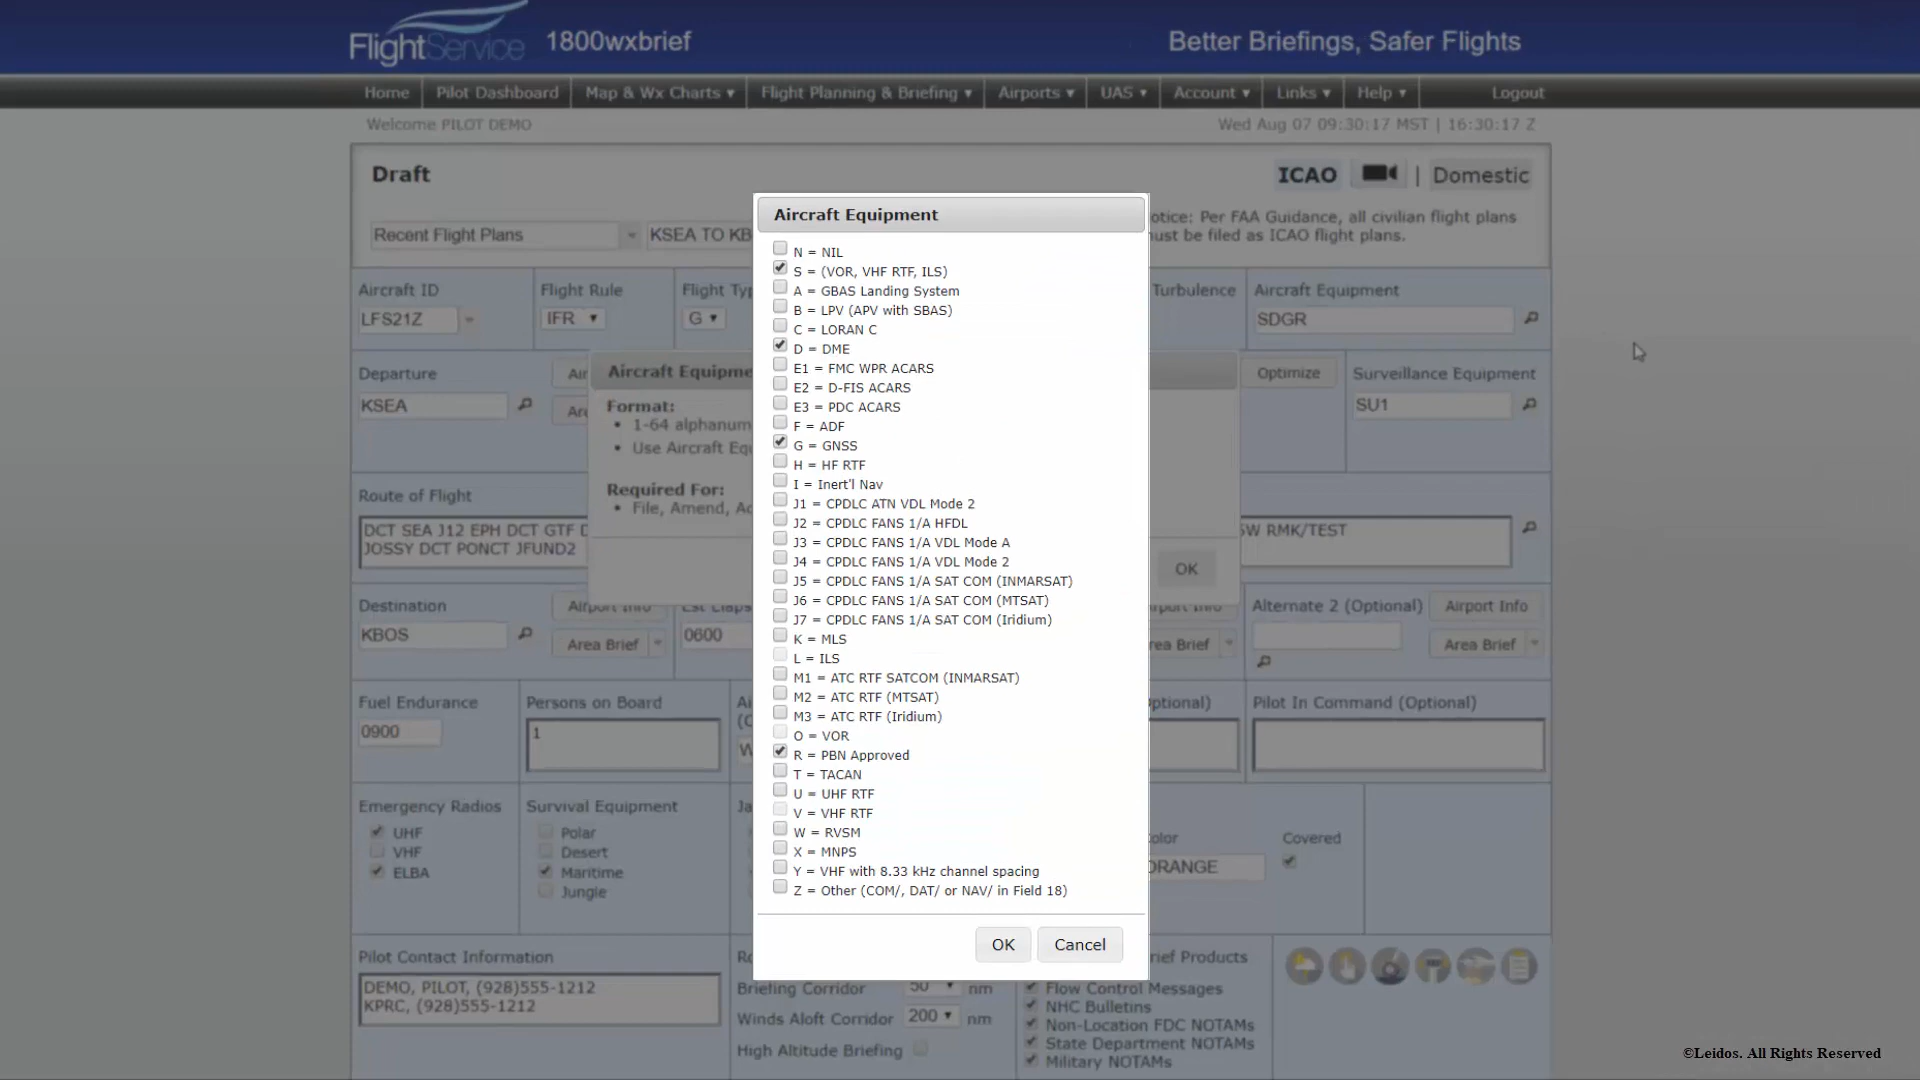 FlightService 1800wxbrief Better Briefings, Safer Flights
Home Pilot Dashboard Map & Wx Charts ▾ Flight Planning & Briefing ▾ Airports ▾ UAS ▾ Account ▾ Links ▾ Help ▾ Logout
Welcome PILOT DEMO Wed Aug 07 09:30:17 MST | 16:30:17 Z
Draft ICAO | Domestic
Recent Flight Plans KSEA TO KB
otice: Per FAA Guidance, all civilian flight plans
must be filed as ICAO flight plans.
Aircraft ID Flight Rule Flight Ty Turbulence Aircraft Equipment
LFS21Z IFR ▾ G ▾ SDGR
Departure Optimize Surveillance Equipment
KSEA SU1
Aircraft Equipme
Format:
• 1-64 alphanum
• Use Aircraft Equ
Required For:
• File, Amend, Ac
OK
Route of Flight
DCT SEA J12 EPH DCT GTF D
JOSSY DCT PONCT JFUND2
W RMK/TEST
Destination Airport Info Est Elaps Alternate 2 (Optional) Airport Info
KBOS Area Brief 0600 rea Brief Area Brief
Fuel Endurance Persons on Board ptional) Pilot In Command (Optional)
0900 1
Emergency Radios Survival Equipment
UHF
VHF
ELBA
Polar
Desert
Maritime
Jungle
olor Covered
ORANGE
Pilot Contact Information
DEMO, PILOT, (928)555-1212
KPRC, (928)555-1212
Briefing Corridor 50 ▾ nm
Winds Aloft Corridor 200 ▾ nm
High Altitude Briefing
rief Products
Flow Control Messages
NHC Bulletins
Non-Location FDC NOTAMs
State Department NOTAMs
Military NOTAMs
Aircraft Equipment
N = NIL
S = (VOR, VHF RTF, ILS)
A = GBAS Landing System
B = LPV (APV with SBAS)
C = LORAN C
D = DME
E1 = FMC WPR ACARS
E2 = D-FIS ACARS
E3 = PDC ACARS
F = ADF
G = GNSS
H = HF RTF
I = Inert'l Nav
J1 = CPDLC ATN VDL Mode 2
J2 = CPDLC FANS 1/A HFDL
J3 = CPDLC FANS 1/A VDL Mode A
J4 = CPDLC FANS 1/A VDL Mode 2
J5 = CPDLC FANS 1/A SAT COM (INMARSAT)
J6 = CPDLC FANS 1/A SAT COM (MTSAT)
J7 = CPDLC FANS 1/A SAT COM (Iridium)
K = MLS
L = ILS
M1 = ATC RTF SATCOM (INMARSAT)
M2 = ATC RTF (MTSAT)
M3 = ATC RTF (Iridium)
O = VOR
R = PBN Approved
T = TACAN
U = UHF RTF
V = VHF RTF
W = RVSM
X = MNPS
Y = VHF with 8.33 kHz channel spacing
Z = Other (COM/, DAT/ or NAV/ in Field 18)
OK Cancel
©Leidos. All Rights Reserved